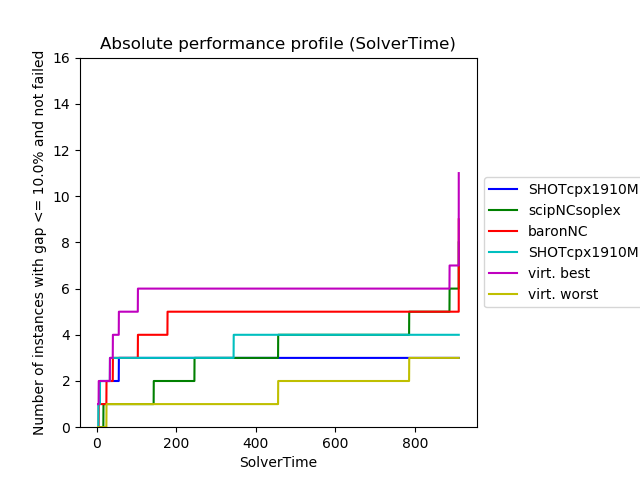 Absolute performance profile (SolverTime)
Number of instances with gap <= 10.0% and not failed
16
14
12
10
8
6
4
2
0
0 200 400 600 800
SolverTime
SHOTcpx1910M
scipNCsoplex
baronNC
SHOTcpx1910M
virt. best
virt. worst